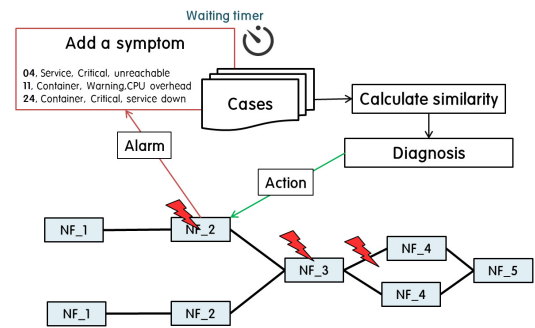 Waiting timer
Add a symptom
04, Service, Critical, unreachable
11, Container, Warning,CPU overhead
24, Container, Critical, service down
Cases
Calculate similarity
Alarm
Diagnosis
Action
NF_1
NF_2
NF_3
NF_4
NF_5
NF_4
NF_1
NF_2